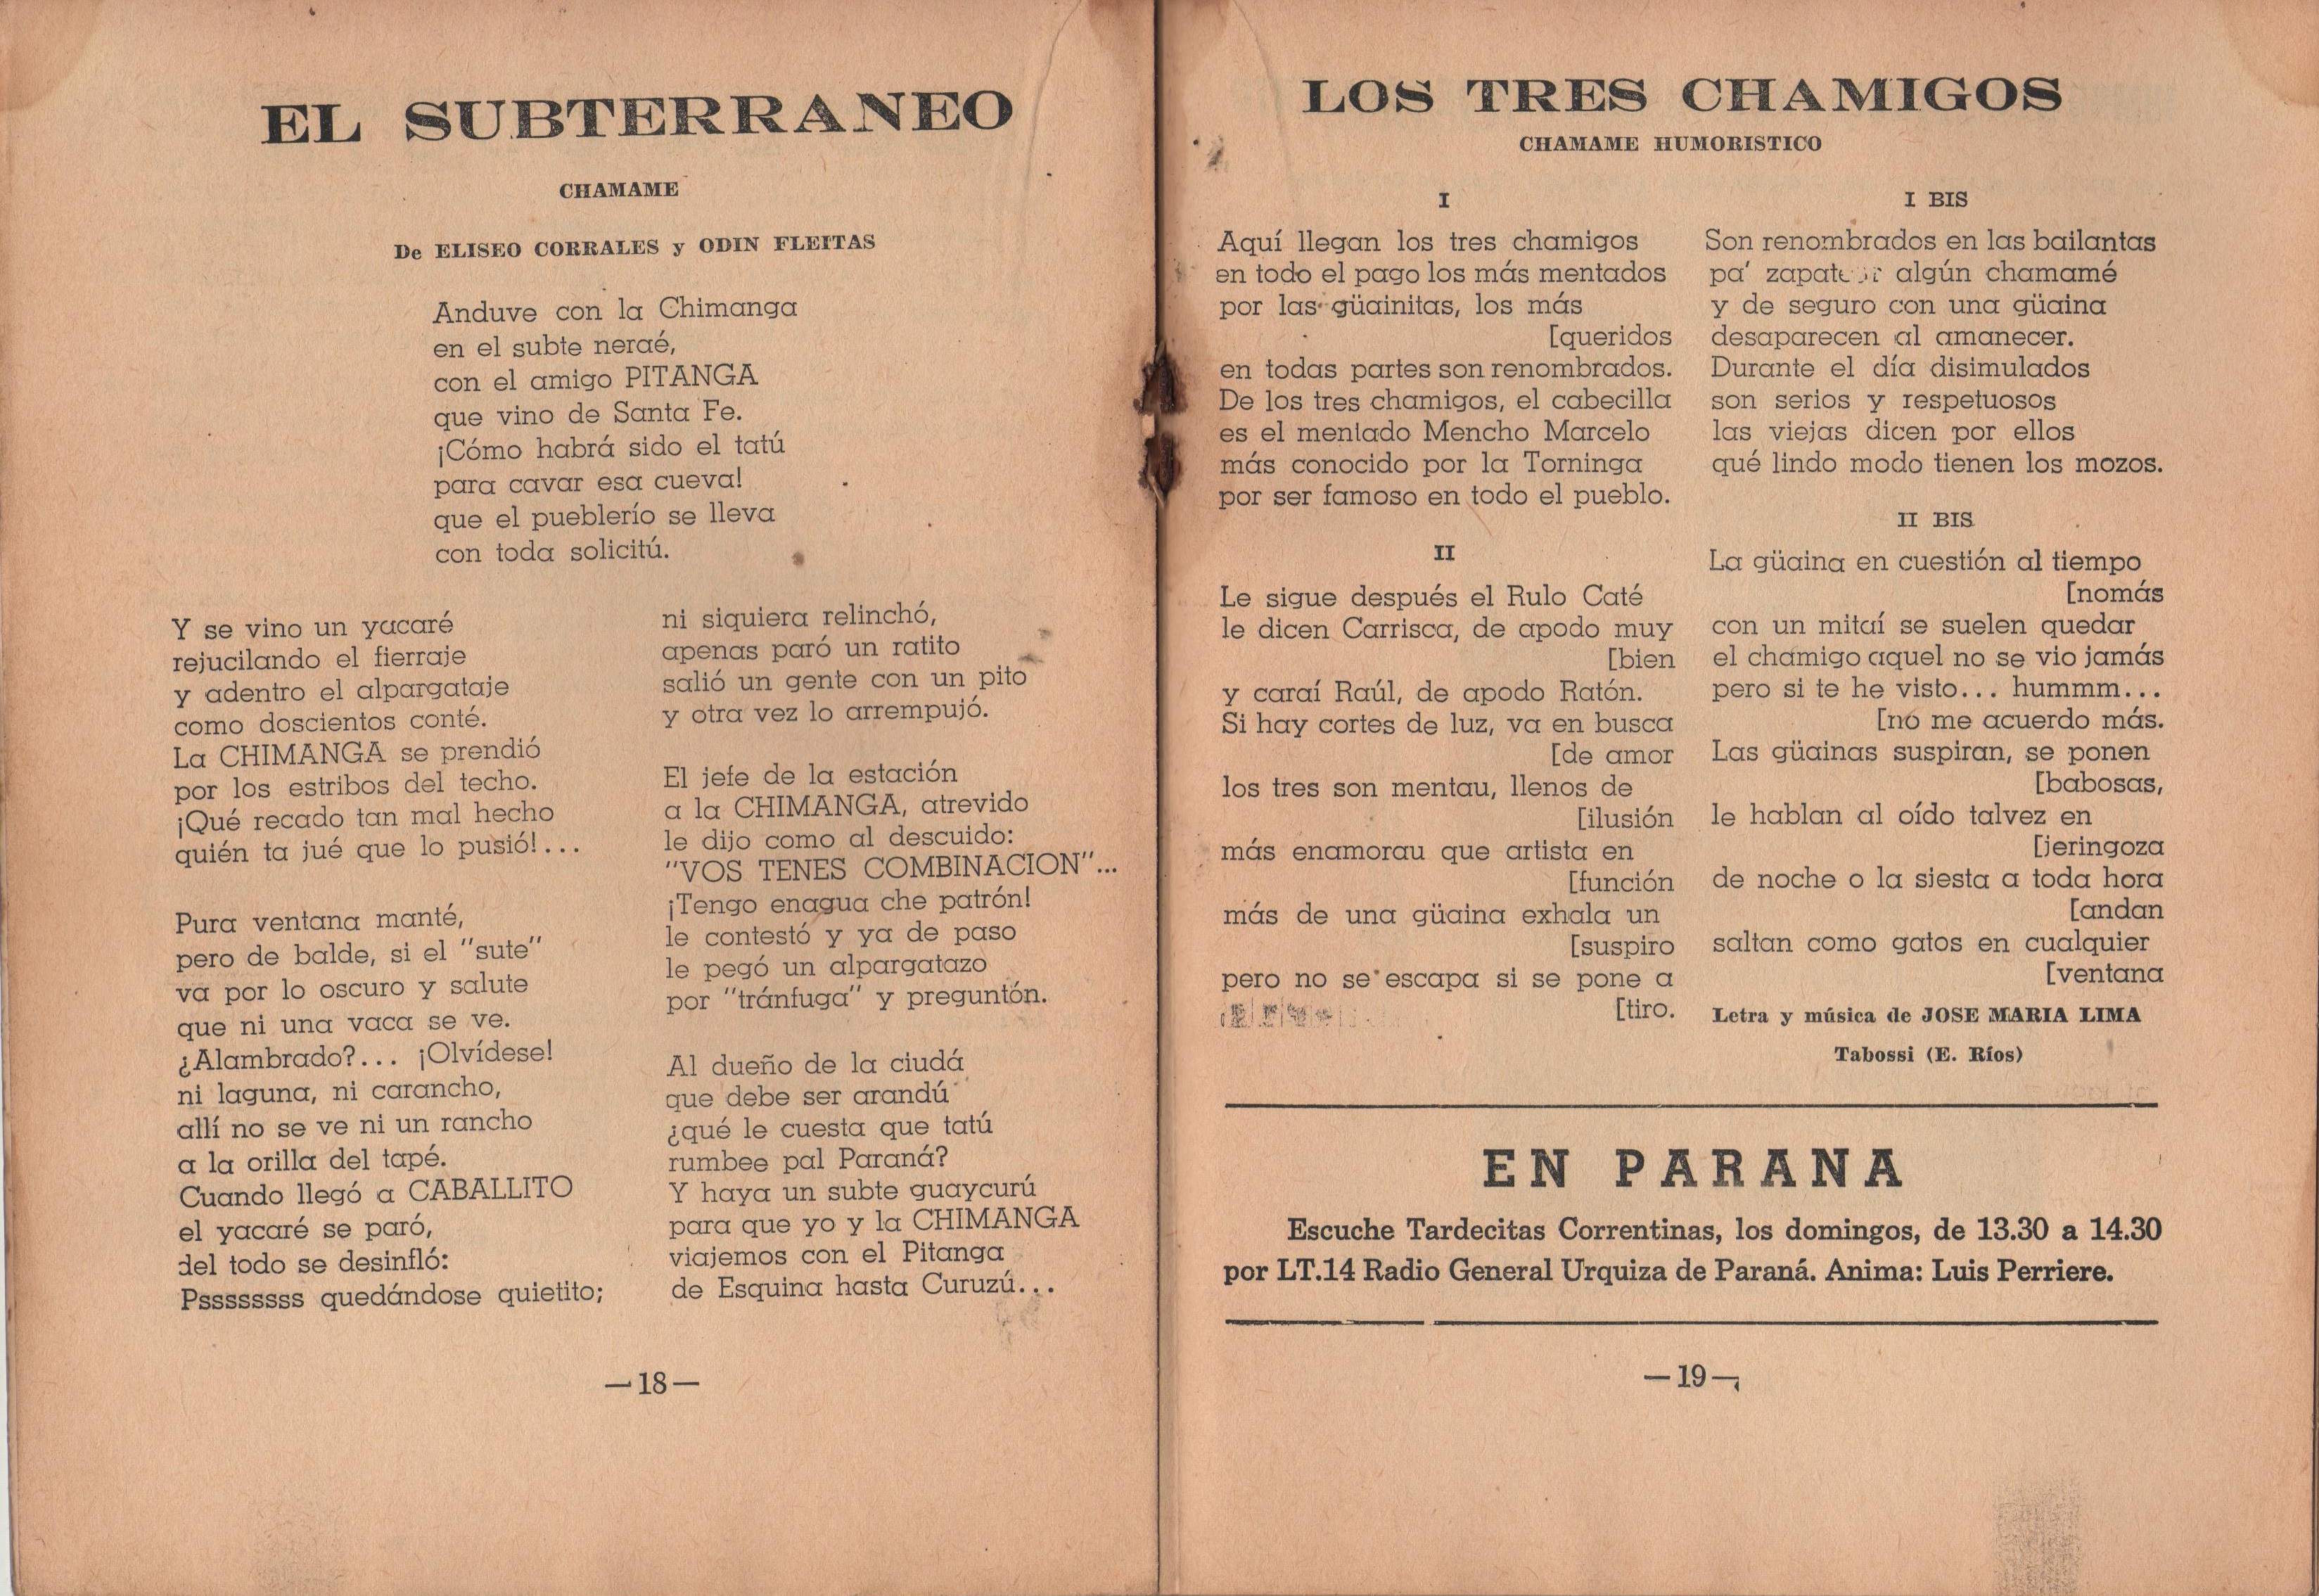 EL SUBTERRANEO
CHAMAME
De ELISEO CORRALES y ODIN FLEITAS
Anduve con la Chimanga
en el subte neraé,
con el amigo PITANGA
que vino de Santa Fe.
¡Cómo habrá sido el tatú
para cavar esa cueva!
que el pueblerío se lleva
con toda solicitú.
Y se vino un yacaré
rejucilando el fierraje
y adentro el alpargataje
como doscientos conté.
La CHIMANGA se prendió
por los estribos del techo.
¡Qué recado tan mal hecho
quién ta jué que lo pusió!...
Pura ventana manté,
pero de balde, si el "sute"
va por lo oscuro y salute
que ni una vaca se ve.
¿Alambrado?... ¡Olvídese!
ni laguna, ni carancho,
allí no se ve ni un rancho
a la orilla del tapé.
Cuando llegó a CABALLITO
el yacaré se paró,
del todo se desinfló:
Psssssssss quedándose quietito;
ni siquiera relinchó,
apenas paró un ratito
salió un gente con un pito
y otra vez lo arrempujó.
El jefe de la estación
a la CHIMANGA, atrevido
le dijo como al descuido:
"VOS TENES COMBINACION"...
¡Tengo enagua che patrón!
le contestó y ya de paso
le pegó un alpargatazo
por "tránfuga" y preguntón.
Al dueño de la ciudá
que debe ser arandú
¿qué le cuesta que tatú
rumbee pal Paraná?
Y haya un subte guaycurú
para que yo y la CHIMANGA
viajemos con el Pitanga
de Esquina hasta Curuzú...
—18—
LOS TRES CHAMIGOS
CHAMAME HUMORISTICO
I
Aquí llegan los tres chamigos
en todo el pago los más mentados
por las güainitas, los más
[queridos
en todas partes son renombrados.
De los tres chamigos, el cabecilla
es el mentado Mencho Marcelo
más conocido por la Torninga
por ser famoso en todo el pueblo.
II
Le sigue después el Rulo Caté
le dicen Carrisca, de apodo muy
[bien
y caraí Raúl, de apodo Ratón.
Si hay cortes de luz, va en busca
[de amor
los tres son mentau, llenos de
[ilusión
más enamorau que artista en
[función
más de una güaina exhala un
[suspiro
pero no se escapa si se pone a
[tiro.
I BIS
Son renombrados en las bailantas
pa' algún chamamé
y de seguro con una güaina
desaparecen al amanecer.
Durante el día disimulados
son serios y respetuosos
las viejas dicen por ellos
qué lindo modo tienen los mozos.
II BIS
La güaina en cuestión al tiempo
[nomás
con un mitaí se suelen quedar
el chamigo aquel no se vio jamás
pero si te he visto... hummm...
[no me acuerdo más.
Las güainas suspiran, se ponen
[babosas,
le hablan al oído talvez en
[jeringoza
de noche o la siesta a toda hora
[andan
saltan como gatos en cualquier
[ventana
Letra y música de JOSE MARIA LIMA
Tabossi (E. Ríos)
EN PARANA
Escuche Tardecitas Correntinas, los domingos, de 13.30 a 14.30
por LT.14 Radio General Urquiza de Paraná. Anima: Luis Perriere.
—19—